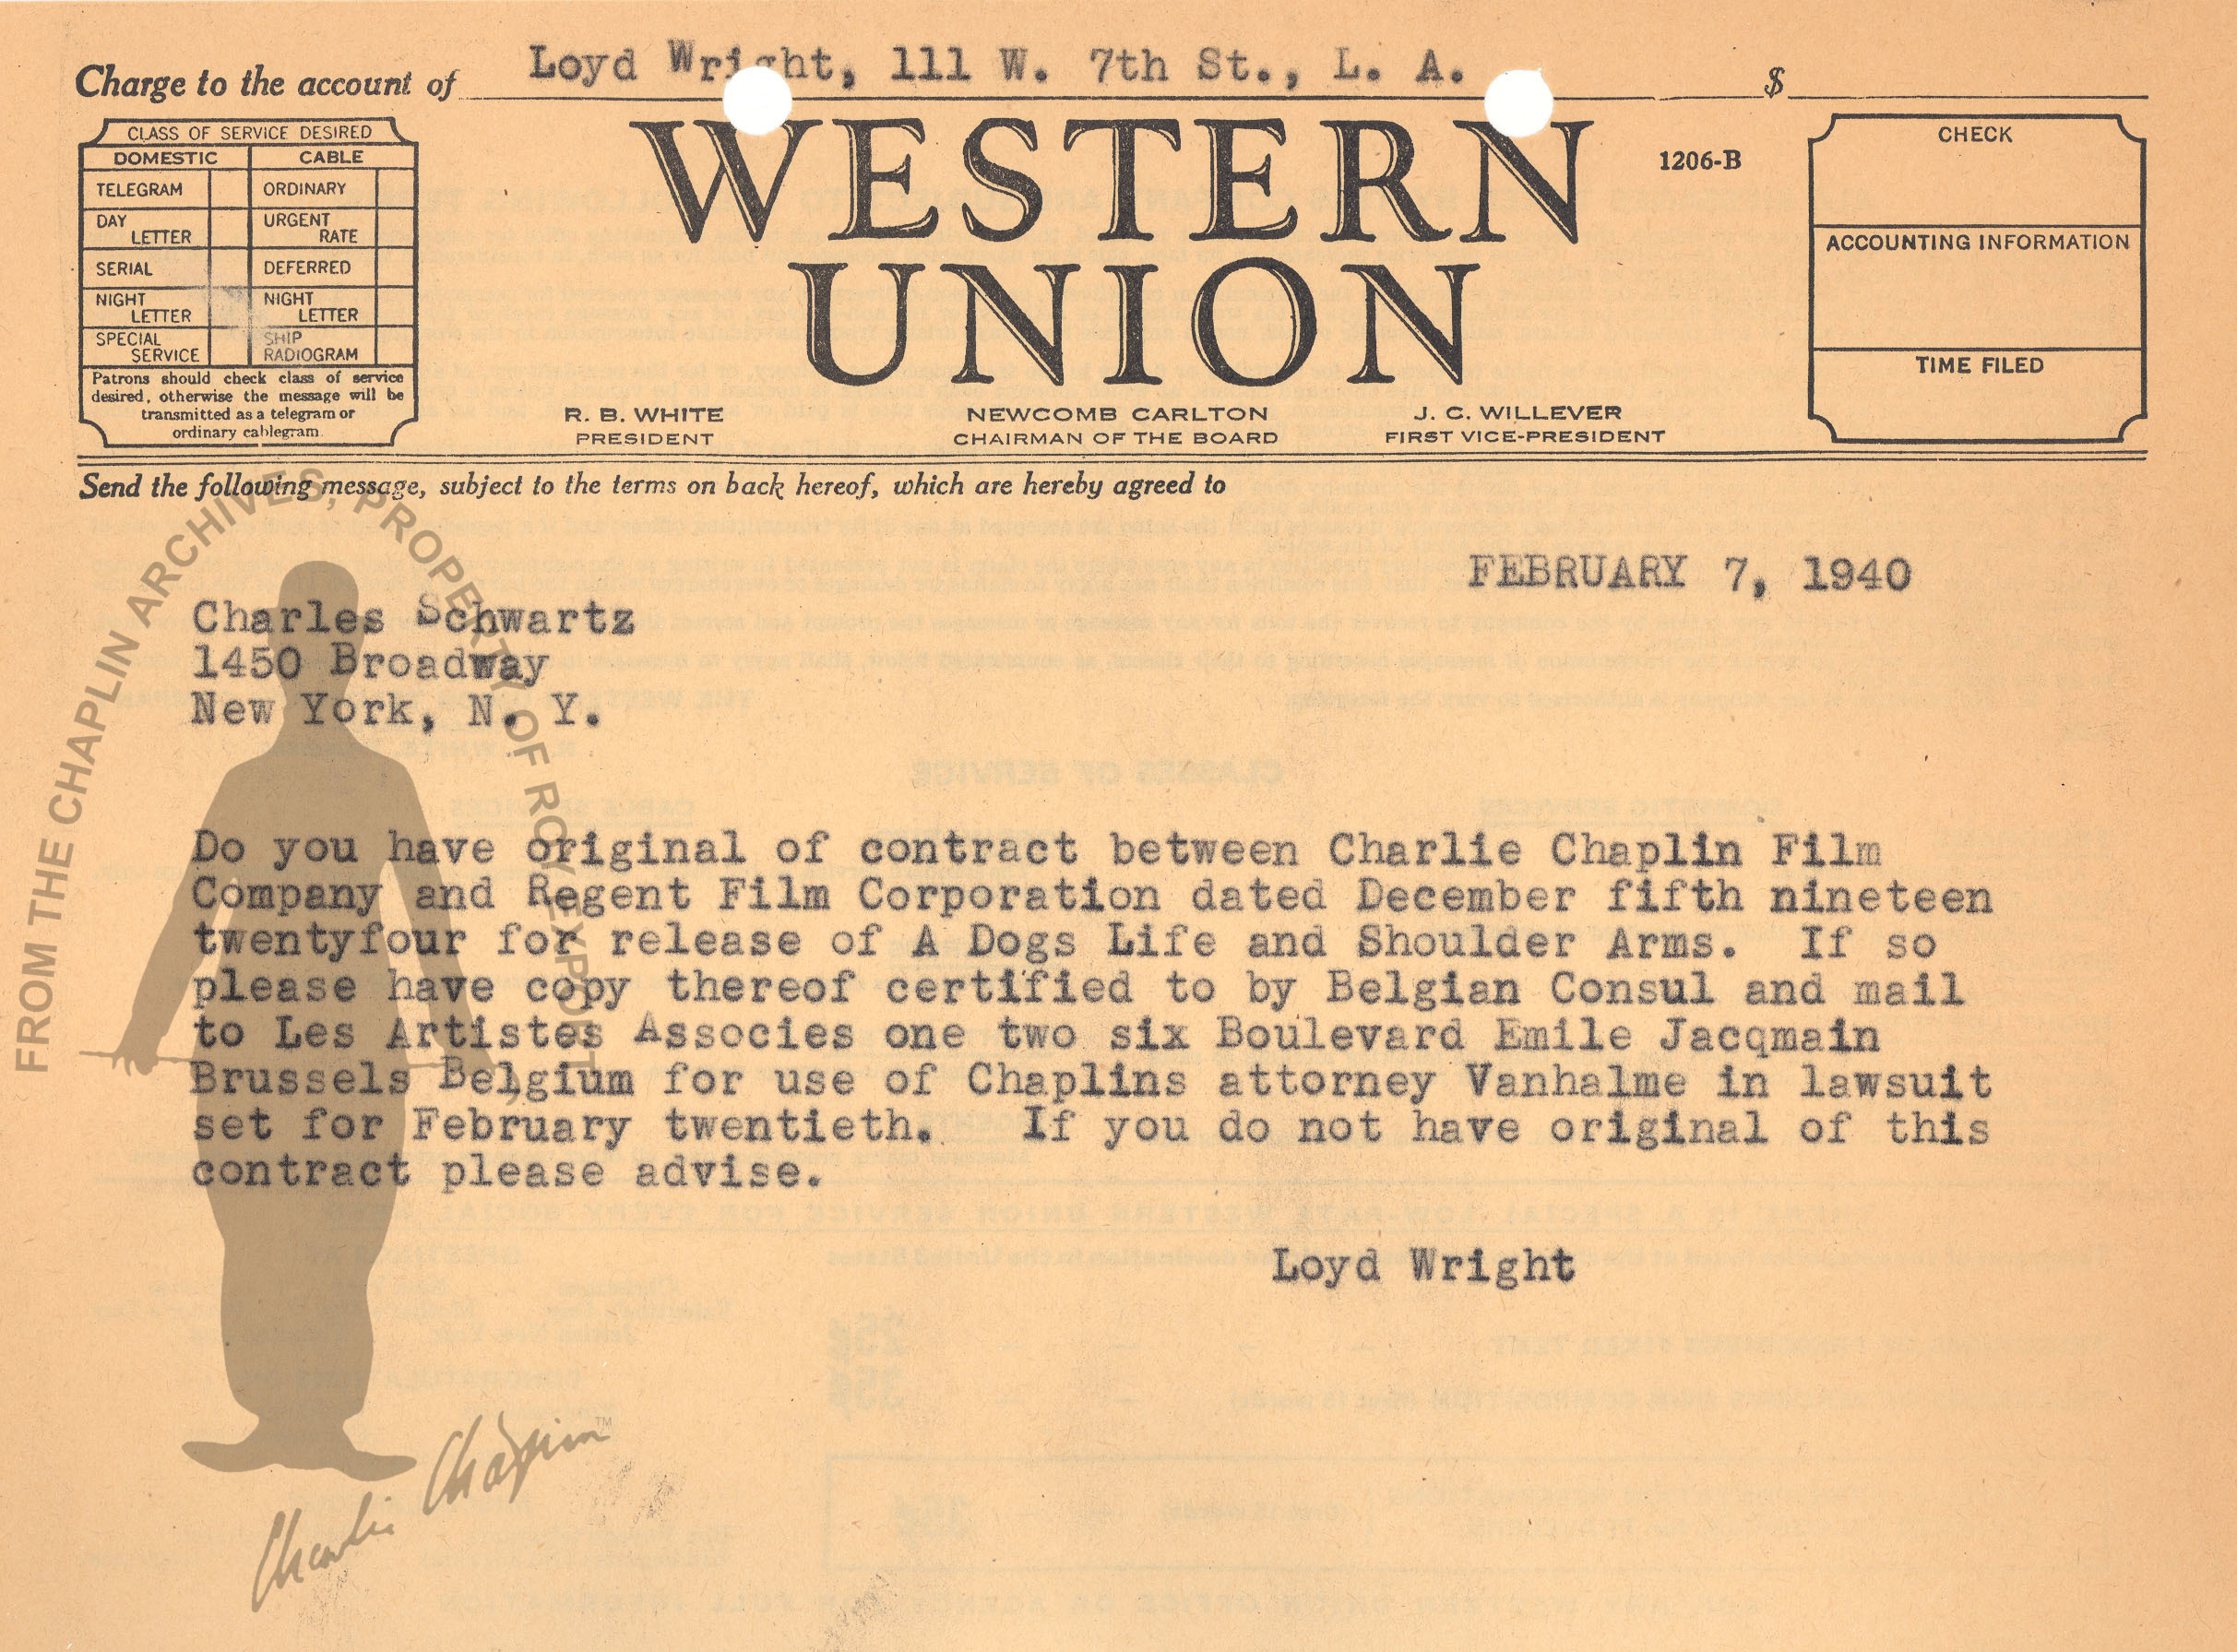 Charge to the account of Loyd Wright, 111 W. 7th St., L. A. $
CLASS OF SERVICE DESIRED
DOMESTIC CABLE
TELEGRAM ORDINARY
DAY LETTER URGENT RATE
SERIAL DEFERRED
NIGHT LETTER NIGHT LETTER
SPECIAL SERVICE SHIP RADIOGRAM
Patrons should check class of service
desired, otherwise the message will be
transmitted as a telegram or
ordinary cablegram.
WESTERN
UNION
1206-B
R. B. WHITE
PRESIDENT
NEWCOMB CARLTON
CHAIRMAN OF THE BOARD
J. C. WILLEVER
FIRST VICE-PRESIDENT
CHECK
ACCOUNTING INFORMATION
TIME FILED
Send the following message, subject to the terms on back hereof, which are hereby agreed to
FEBRUARY 7, 1940
Charles Schwartz
1450 Broadway
New York, N. Y.
Do you have original of contract between Charlie Chaplin Film
Company and Regent Film Corporation dated December fifth nineteen
twentyfour for release of A Dogs Life and Shoulder Arms. If so
please have copy thereof certified to by Belgian Consul and mail
to Les Artistes Associes one two six Boulevard Emile Jacqmain
Brussels Belgium for use of Chaplins attorney Vanhalme in lawsuit
set for February twentieth. If you do not have original of this
contract please advise.
Loyd Wright
FROM THE CHAPLIN ARCHIVES, PROPERTY OF ROY EXPORT
Charlie Chaplin™